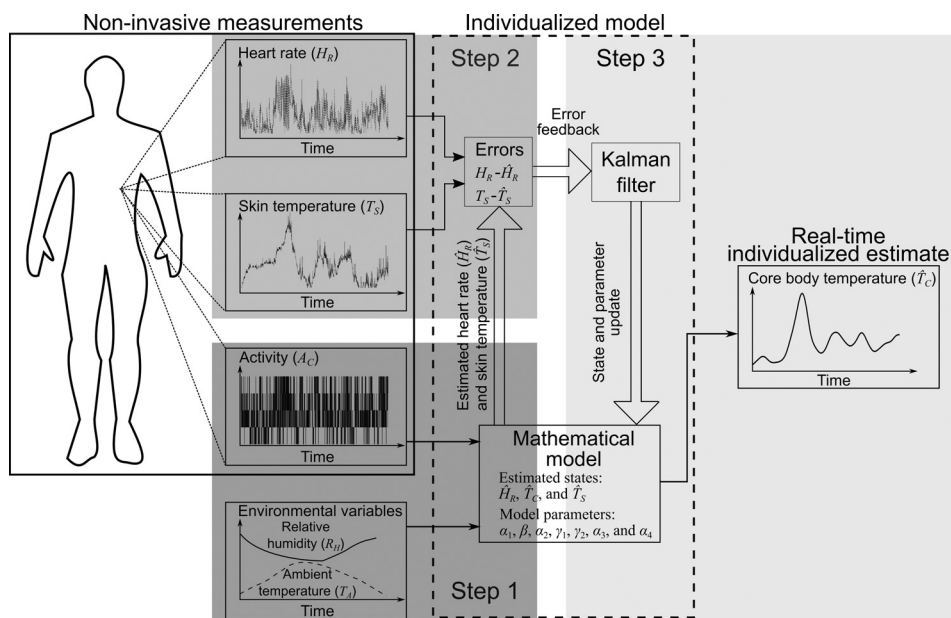 Non-invasive measurements
Individualized model
Heart rate (H_R)
Time
Skin temperature (T_S)
Time
Activity (A_C)
Time
Environmental variables
Relative
humidity (R_H)
Ambient
temperature (T_A)
Time
Step 2
Errors
H_R-Ĥ_R
T_S-T̂_S
Estimated heart rate (Ĥ_R)
and skin temperature (T̂_S)
Step 1
Error
feedback
Step 3
Kalman
filter
State and parameter
update
Mathematical
model
Estimated states:
Ĥ_R, T̂_C, and T̂_S
Model parameters:
α₁, β, α₂, γ₁, γ₂, α₃, and α₄
Real-time
individualized estimate
Core body temperature (T̂_C)
Time